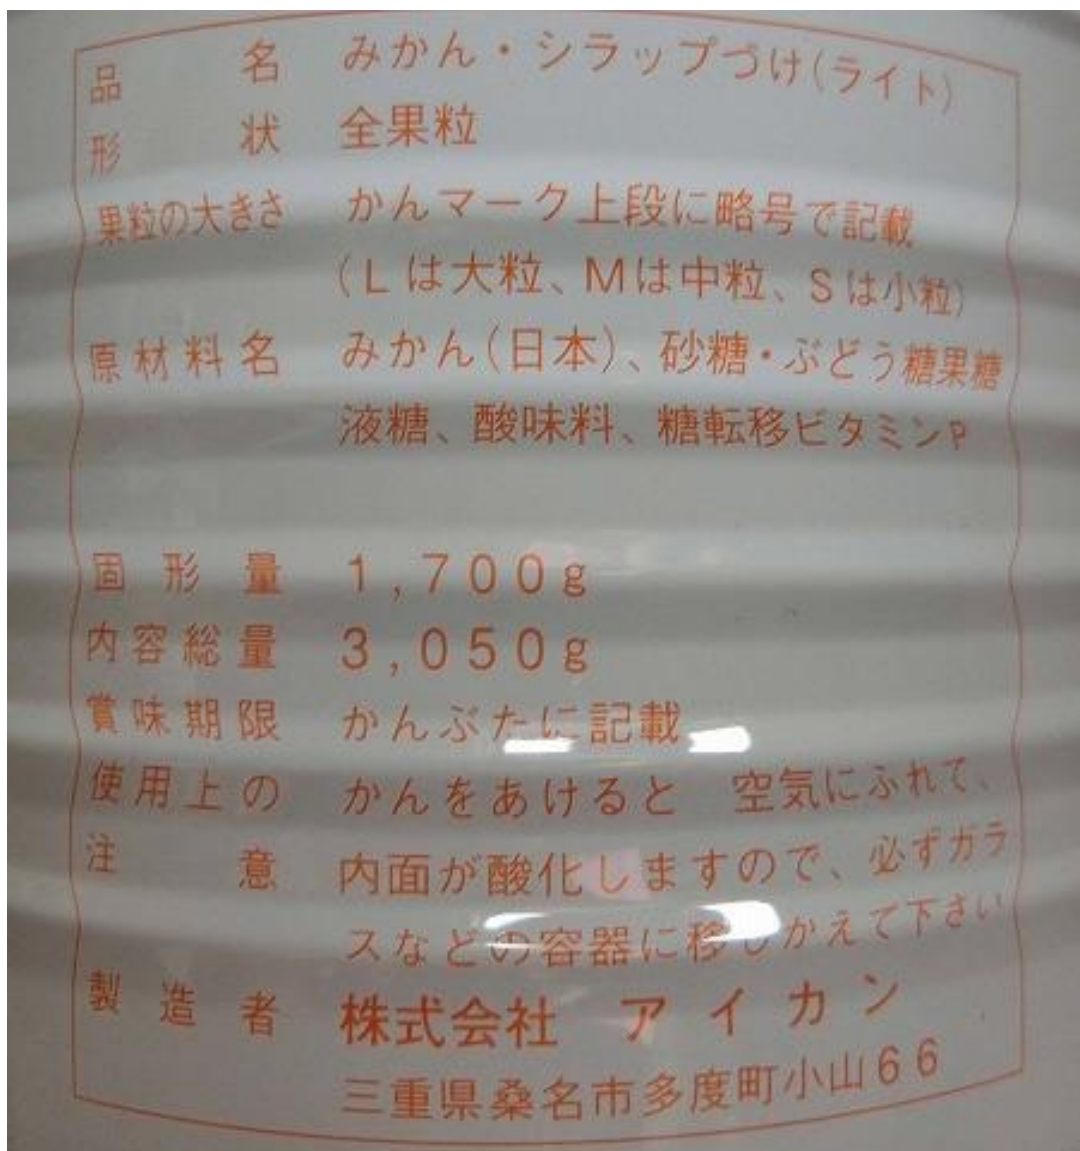 品名 みかん・シラップづけ(ライト)
形状 全果粒
果粒の大きさ かんマーク上段に略号で記載
(Lは大粒、Mは中粒、Sは小粒)
原材料名 みかん(日本)、砂糖・ぶどう糖果糖
液糖、酸味料、糖転移ビタミンP
固形量 1,700g
内容総量 3,050g
賞味期限 かんぶたに記載
使用上の かんをあけると 空気にふれて、
注意 内面が酸化しますので、必ずガラ
スなどの容器に移しかえて下さい
製造者 株式会社 アイカン
三重県桑名市多度町小山66